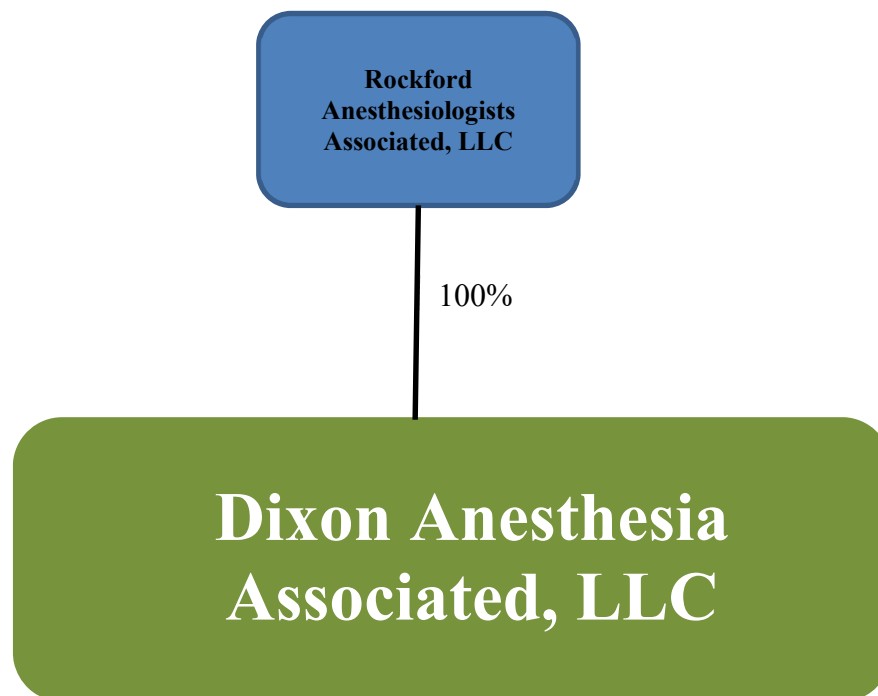 Rockford
Anesthesiologists
Associated, LLC
100%
Dixon Anesthesia
Associated, LLC